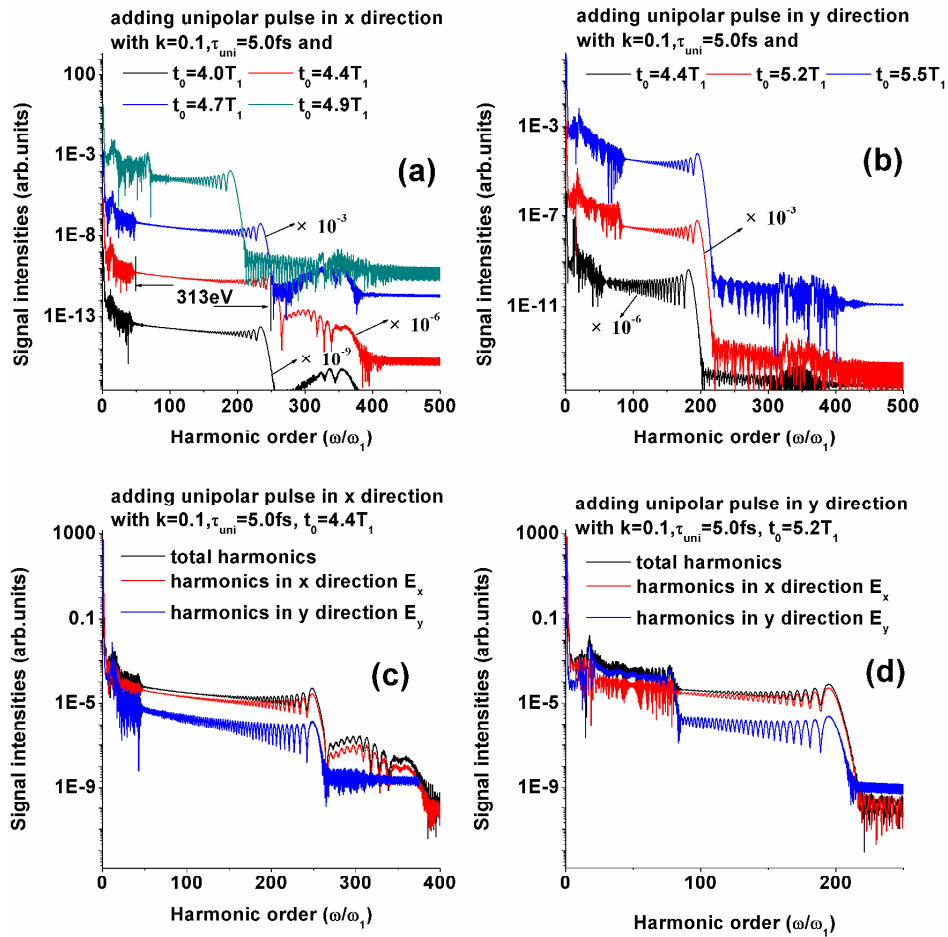 adding unipolar pulse in x direction
with k=0.1,τuni=5.0fs and
t0=4.0T1 t0=4.4T1
t0=4.7T1 t0=4.9T1
100
1E-3
1E-8
1E-13
Signal intensities (arb.units)
(a)
× 10-3
313eV
× 10-6
× 10-9
0 100 200 300 400 500
Harmonic order (ω/ω1)
adding unipolar pulse in y direction
with k=0.1,τuni=5.0fs and
t0=4.4T1 t0=5.2T1 t0=5.5T1
1E-3
1E-7
1E-11
Signal intensities (arb.units)
(b)
× 10-3
× 10-6
0 100 200 300 400 500
Harmonic order (ω/ω1)
adding unipolar pulse in x direction
with k=0.1,τuni=5.0fs, t0=4.4T1
1000
0.1
1E-5
1E-9
Signal intensities (arb.units)
total harmonics
harmonics in x direction Ex
harmonics in y direction Ey
(c)
0 100 200 300 400
Harmonic order (ω/ω1)
adding unipolar pulse in y direction
with k=0.1,τuni=5.0fs, t0=5.2T1
1000
0.1
1E-5
1E-9
Signal intensities (arb.units)
total harmonics
harmonics in x direction Ex
harmonics in y direction Ey
(d)
0 100 200
Harmonic order (ω/ω1)